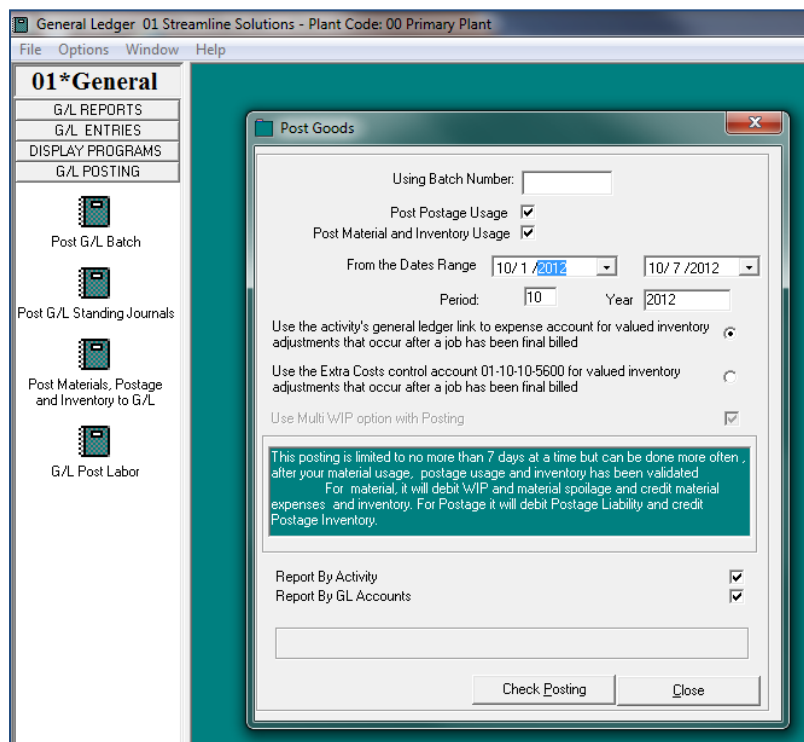 General Ledger 01 Streamline Solutions - Plant Code: 00 Primary Plant
File Options Window Help
01*General
G/L REPORTS
G/L ENTRIES
DISPLAY PROGRAMS
G/L POSTING
Post G/L Batch
Post G/L Standing Journals
Post Materials, Postage
and Inventory to G/L
G/L Post Labor
Post Goods
Using Batch Number:
Post Postage Usage
Post Material and Inventory Usage
From the Dates Range 10/ 1 /2012 10/ 7 /2012
Period: 10 Year 2012
Use the activity's general ledger link to expense account for valued inventory
adjustments that occur after a job has been final billed
Use the Extra Costs control account 01-10-10-5600 for valued inventory
adjustments that occur after a job has been final billed
Use Multi WIP option with Posting
This posting is limited to no more than 7 days at a time but can be done more often ,
after your material usage, postage usage and inventory has been validated
For material, it will debit WIP and material spoilage and credit material
expenses and inventory. For Postage it will debit Postage Liability and credit
Postage Inventory.
Report By Activity
Report By GL Accounts
Check Posting Close